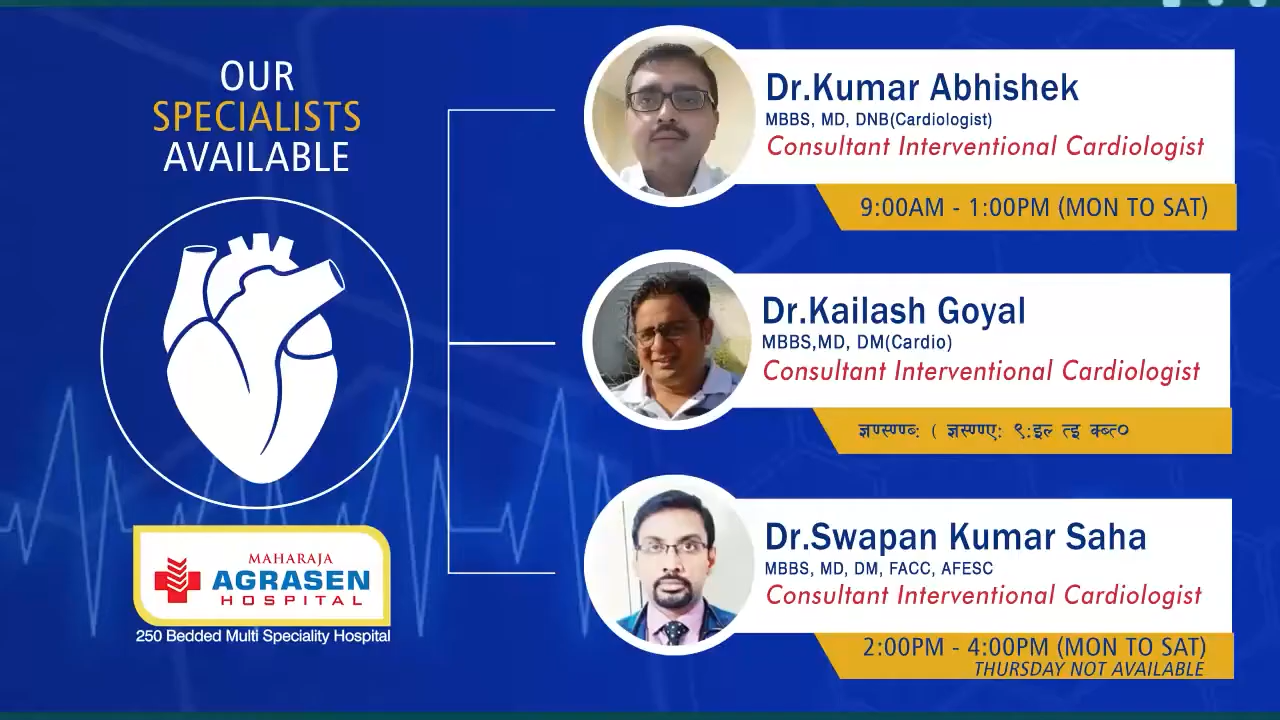 OUR
SPECIALISTS
AVAILABLE
MAHARAJA
AGRASEN
HOSPITAL
250 Bedded Multi Speciality Hospital
Dr.Kumar Abhishek
MBBS, MD, DNB(Cardiologist)
Consultant Interventional Cardiologist
9:00AM - 1:00PM (MON TO SAT)
Dr.Kailash Goyal
MBBS,MD, DM(Cardio)
Consultant Interventional Cardiologist
Dr.Swapan Kumar Saha
MBBS, MD, DM, FACC, AFESC
Consultant Interventional Cardiologist
2:00PM - 4:00PM (MON TO SAT)
THURSDAY NOT AVAILABLE